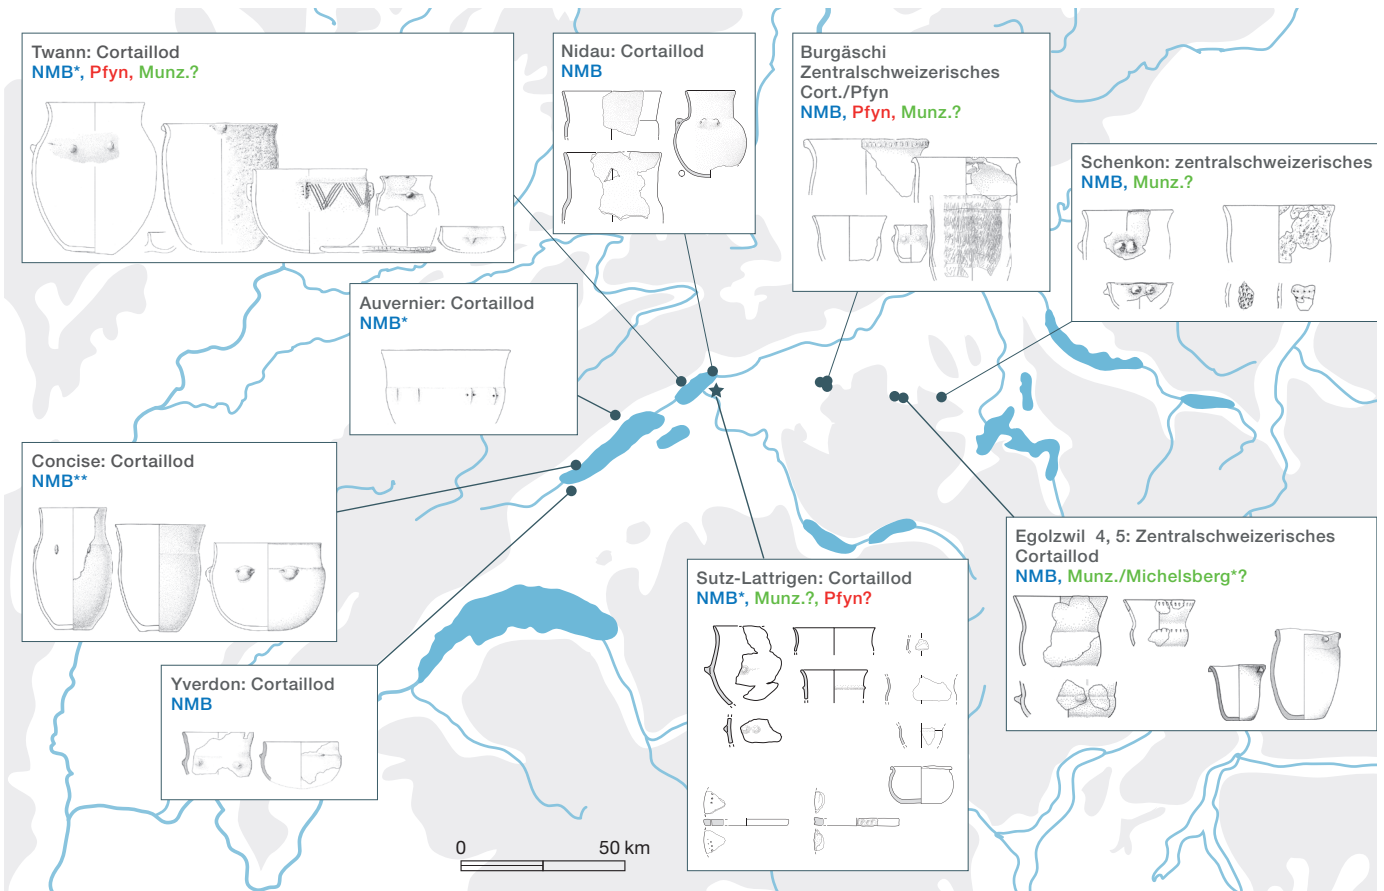 Twann: Cortaillod
NMB*, Pfyn, Munz.?
Nidau: Cortaillod
NMB
Burgäschi
Zentralschweizerisches
Cort./Pfyn
NMB, Pfyn, Munz.?
Schenkon: zentralschweizerisches
NMB, Munz.?
Auvernier: Cortaillod
NMB*
Concise: Cortaillod
NMB**
Yverdon: Cortaillod
NMB
Sutz-Lattrigen: Cortaillod
NMB*, Munz.?, Pfyn?
Egolzwil 4, 5: Zentralschweizerisches
Cortaillod
NMB, Munz./Michelsberg*?
0 50 km